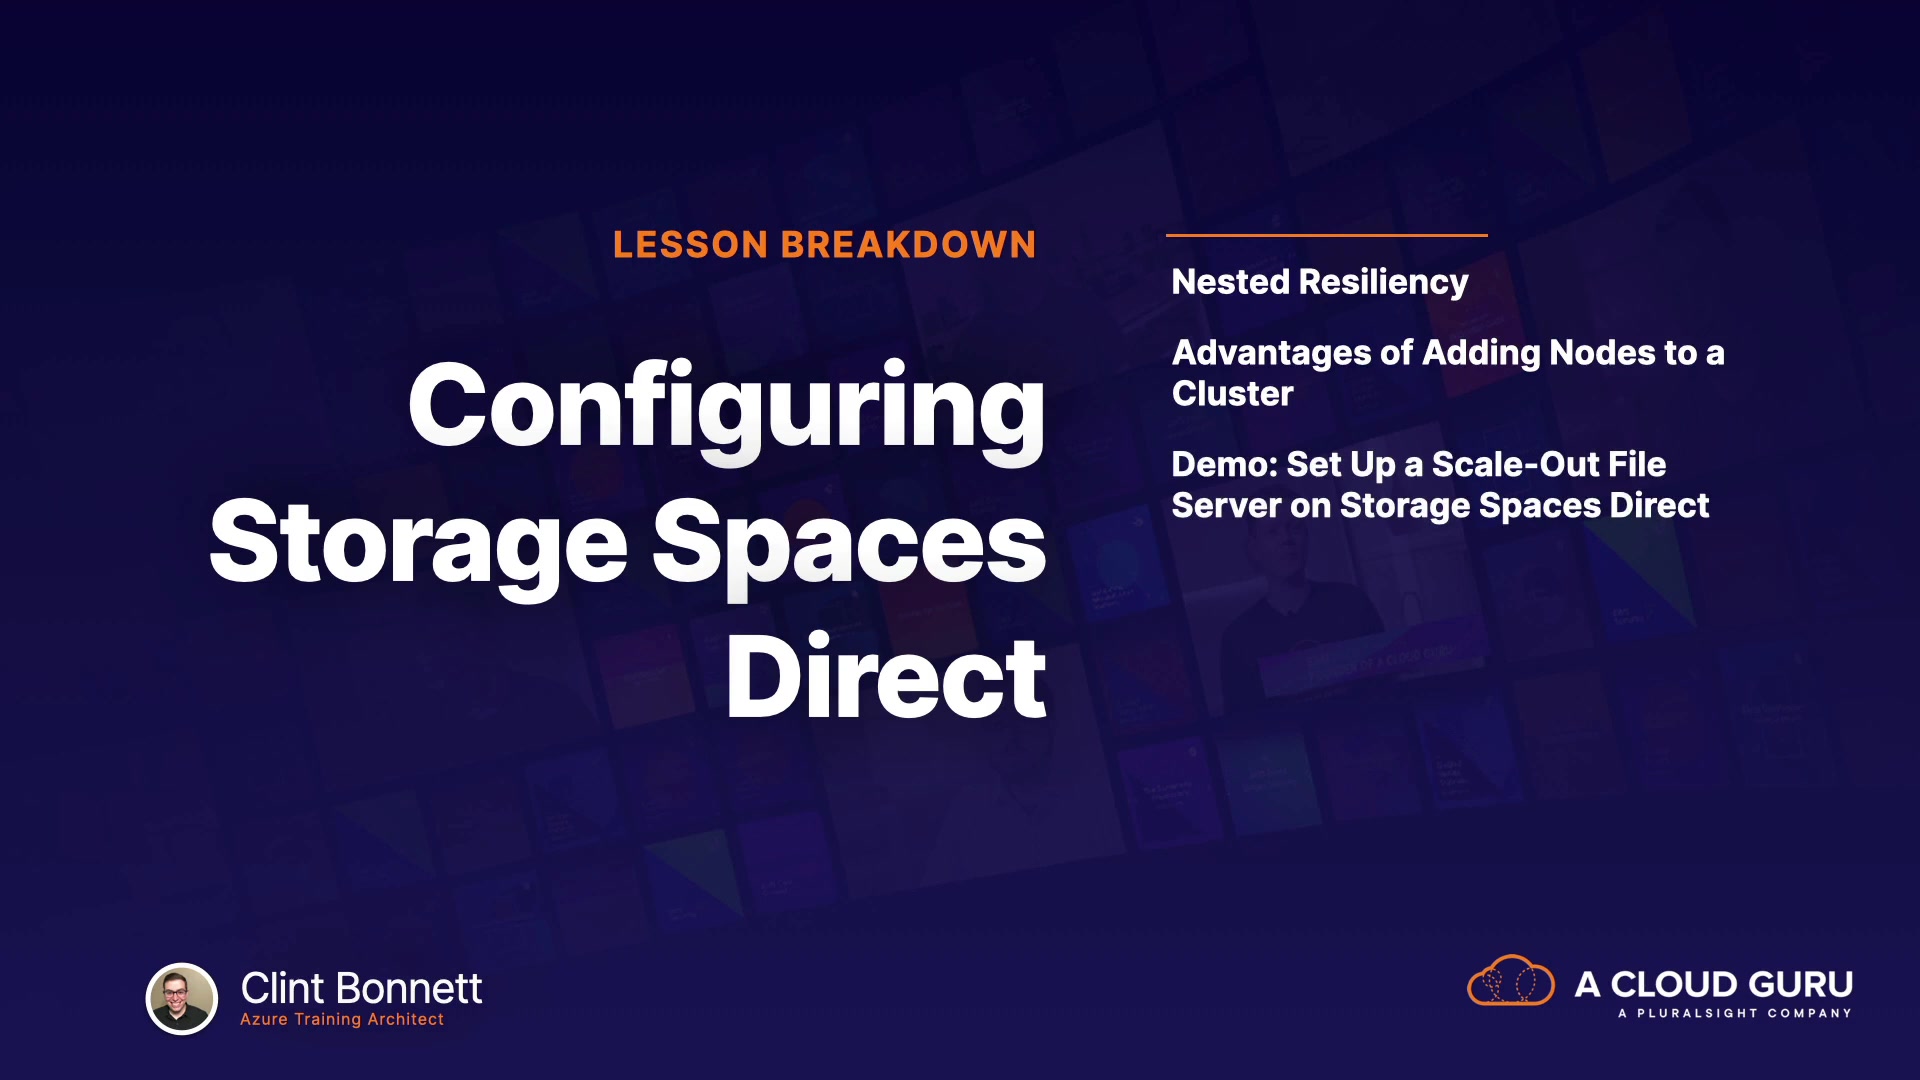 LESSON BREAKDOWN
Configuring
Storage Spaces
Direct
Nested Resiliency
Advantages of Adding Nodes to a
Cluster
Demo: Set Up a Scale-Out File
Server on Storage Spaces Direct
Clint Bonnett
Azure Training Architect
A CLOUD GURU
A PLURALSIGHT COMPANY